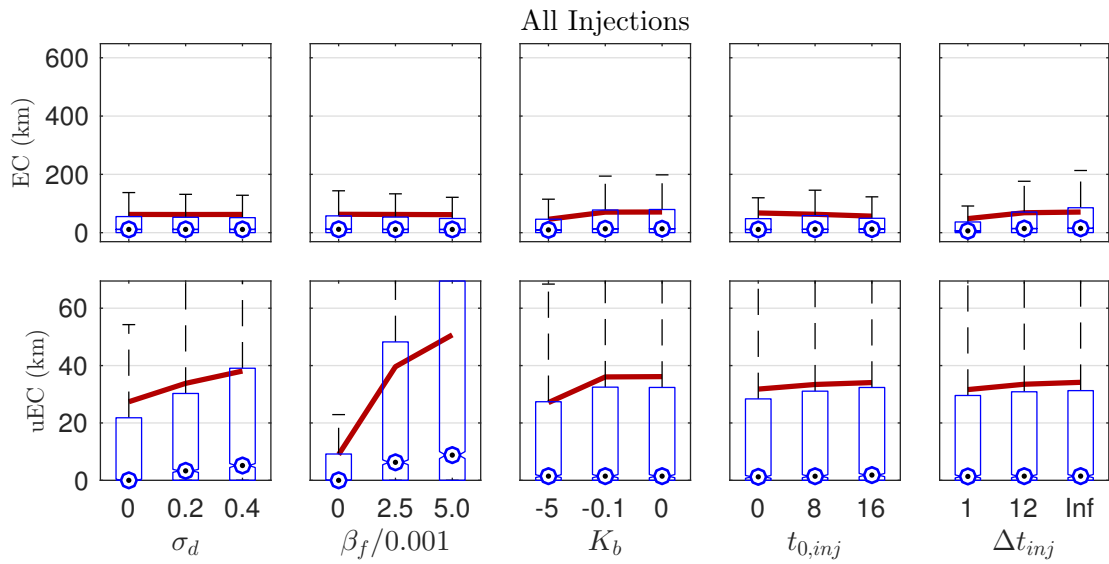 All Injections
EC (km)
600
400
200
0
uEC (km)
60
40
20
0
0 0.2 0.4
0 2.5 5.0
-5 -0.1 0
0 8 16
1 12 Inf
σ_d
β_f/0.001
K_b
t_{0,inj}
Δt_{inj}